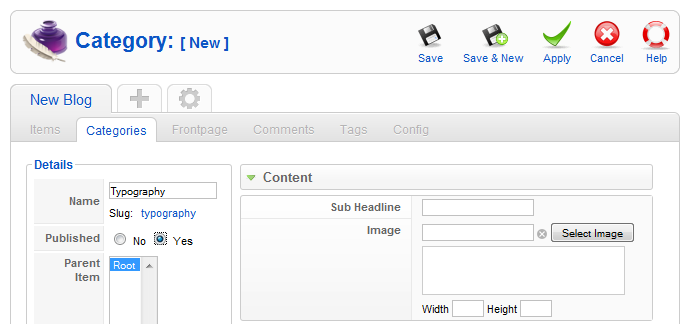 Category: [ New ]
Save Save & New Apply Cancel Help
New Blog
Items Categories Frontpage Comments Tags Config
Details
Name Typography
Slug: typography
Published No Yes
Parent Item Root
Content
Sub Headline
Image Select Image
Width Height